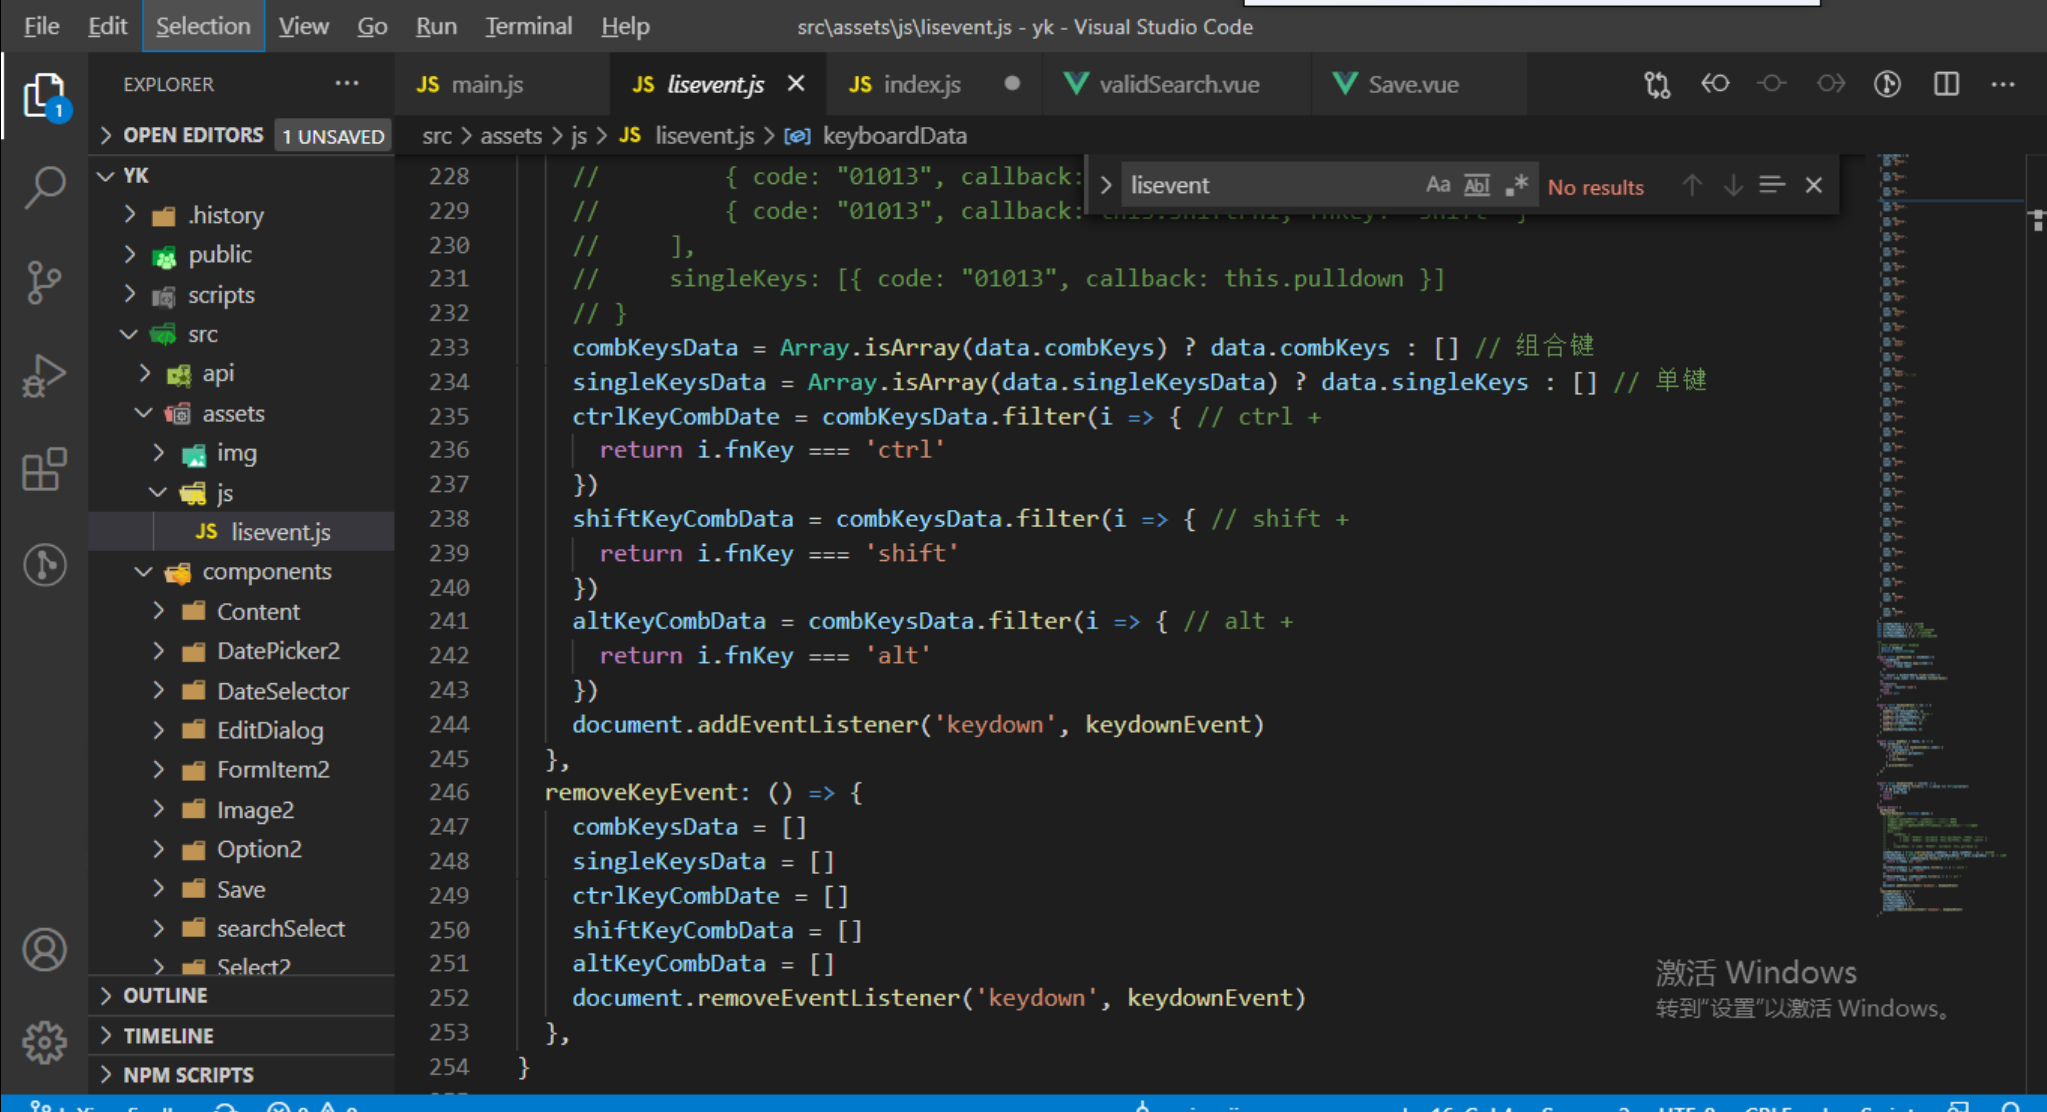 File Edit Selection View Go Run Terminal Help src\assets\js\lisevent.js - yk - Visual Studio Code
EXPLORER ···
JS main.js JS lisevent.js JS index.js validSearch.vue Save.vue
1
OPEN EDITORS 1 UNSAVED
src > assets > js > JS lisevent.js > keyboardData
lisevent Aa Abl .* No results
YK
.history
public
scripts
src
api
assets
img
js
JS lisevent.js
components
Content
DatePicker2
DateSelector
EditDialog
FormItem2
Image2
Option2
Save
searchSelect
Select2
OUTLINE
TIMELINE
NPM SCRIPTS
228 // { code: "01013", callback:
229 // { code: "01013", callback:
230 // ],
231 // singleKeys: [{ code: "01013", callback: this.pulldown }]
232 // }
233 combKeysData = Array.isArray(data.combKeys) ? data.combKeys : [] // 组合键
234 singleKeysData = Array.isArray(data.singleKeysData) ? data.singleKeys : [] // 单键
235 ctrlKeyCombDate = combKeysData.filter(i => { // ctrl +
236 return i.fnKey === 'ctrl'
237 })
238 shiftKeyCombData = combKeysData.filter(i => { // shift +
239 return i.fnKey === 'shift'
240 })
241 altKeyCombData = combKeysData.filter(i => { // alt +
242 return i.fnKey === 'alt'
243 })
244 document.addEventListener('keydown', keydownEvent)
245 },
246 removeKeyEvent: () => {
247 combKeysData = []
248 singleKeysData = []
249 ctrlKeyCombDate = []
250 shiftKeyCombData = []
251 altKeyCombData = []
252 document.removeEventListener('keydown', keydownEvent)
253 },
254 }
激活 Windows
转到“设置”以激活 Windows。